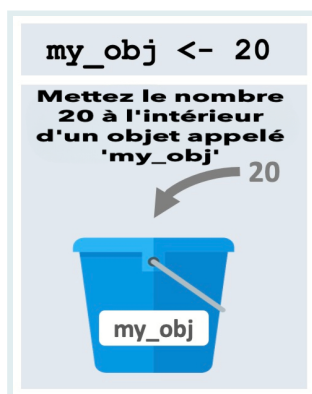 my_obj <- 20
Mettez le nombre
20 à l'intérieur
d'un objet appelé
'my_obj'
20
my_obj